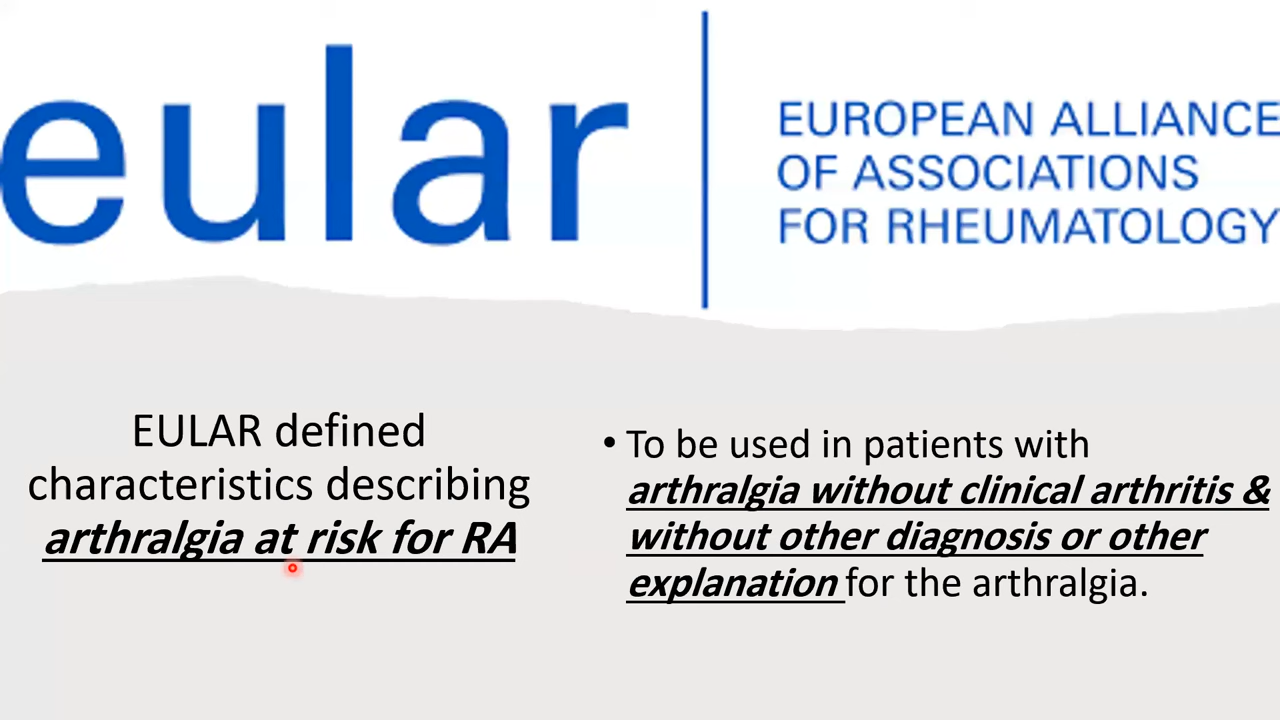 eular
EUROPEAN ALLIANCE
OF ASSOCIATIONS
FOR RHEUMATOLOGY
EULAR defined
characteristics describing
arthralgia at risk for RA
• To be used in patients with
arthralgia without clinical arthritis &
without other diagnosis or other
explanation for the arthralgia.